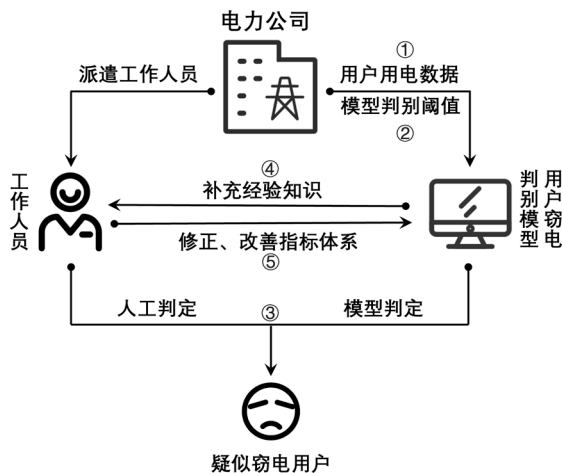 电力公司
①
派遣工作人员
用户用电数据
模型判别阈值
②
工作人员
④
补充经验知识
修正、改善指标体系
⑤
用户窃电
判别模型
人工判定
③
模型判定
疑似窃电用户